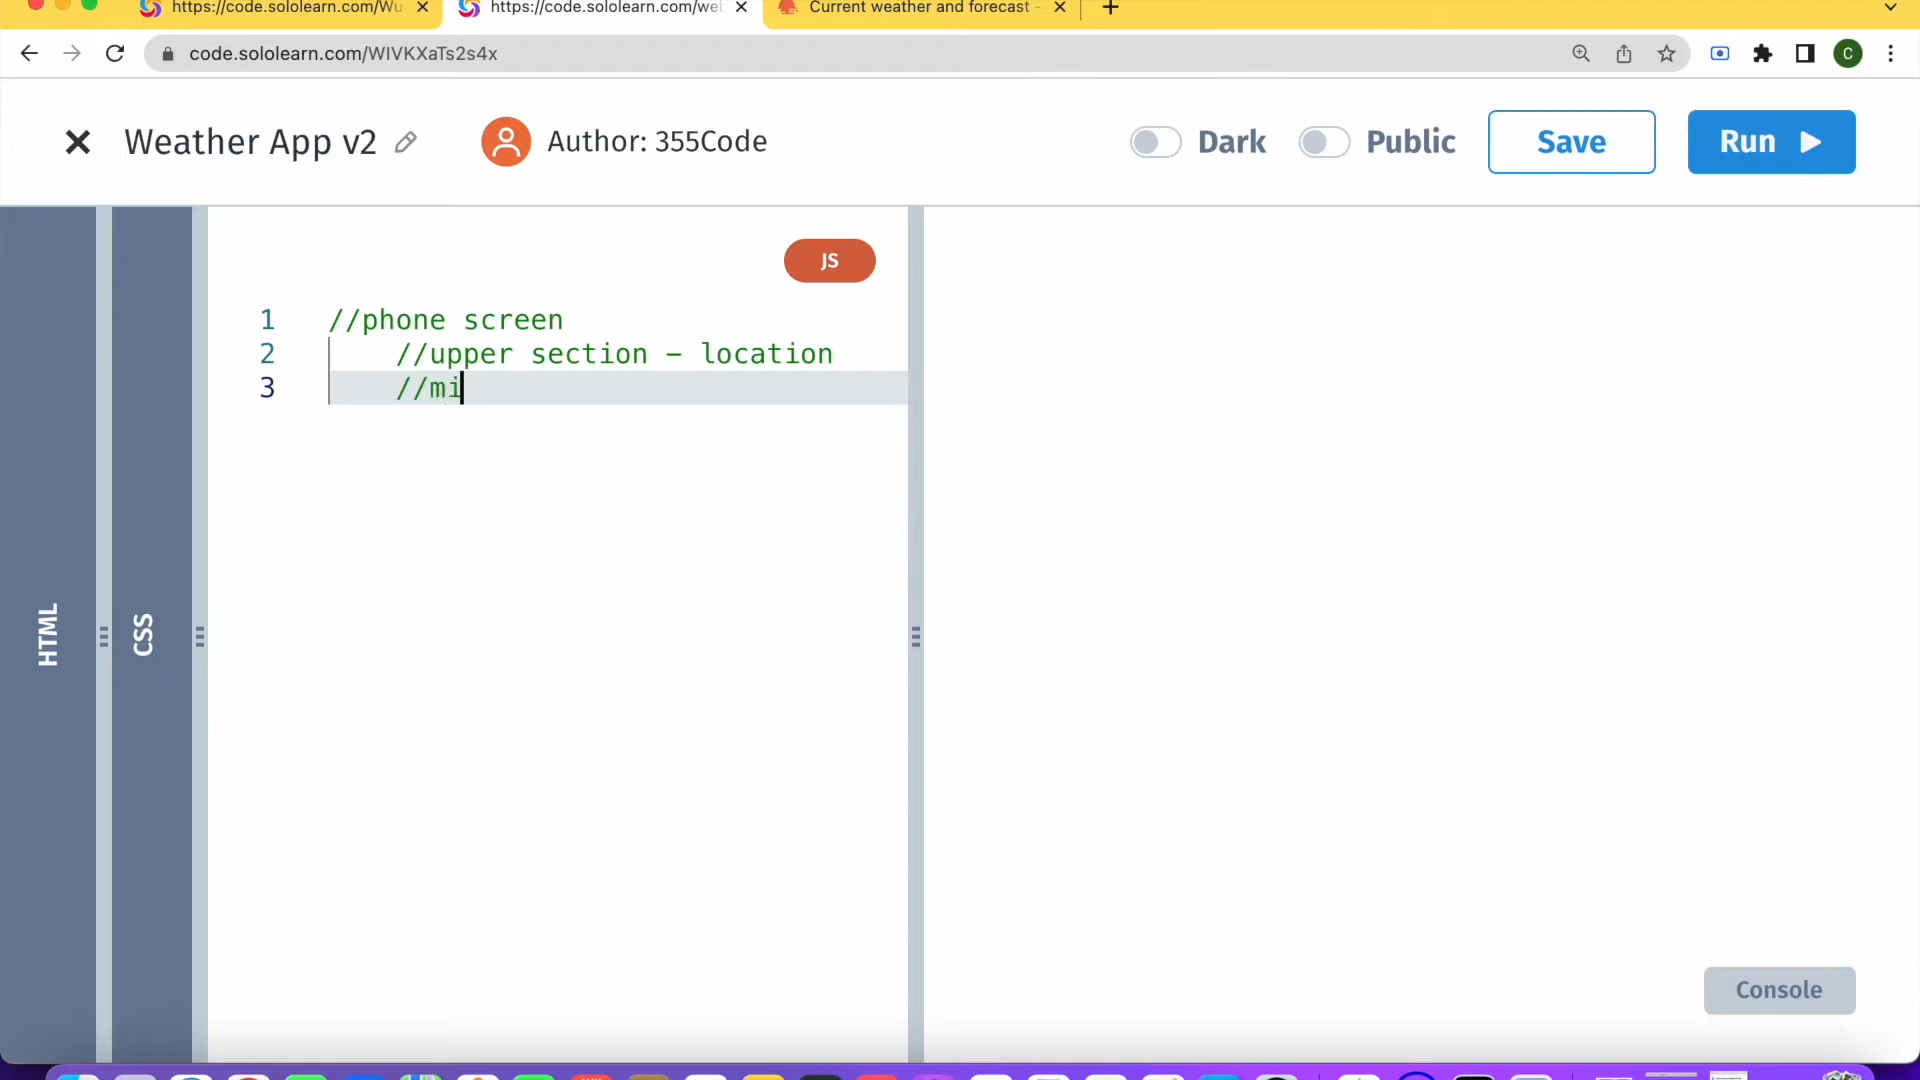 https://code.sololearn.com/Wu
https://code.sololearn.com/we
Current weather and forecast -
code.sololearn.com/WIVKXaTs2s4x
C
Weather App v2
Author: 355Code
Dark
Public
Save
Run
JS
1 //phone screen
2 //upper section – location
3 //mi
HTML
CSS
Console